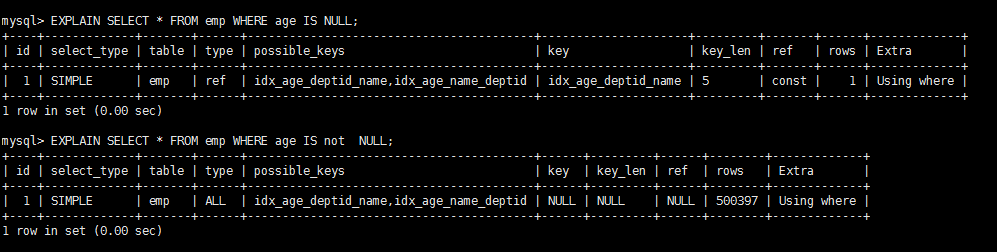 mysql> EXPLAIN SELECT * FROM emp WHERE age IS NULL;
+----+-------------+-------+------+---------------------------------------+---------------------+---------+-------+------+-------------+
| id | select_type | table | type | possible_keys                         | key                 | key_len | ref   | rows | Extra       |
+----+-------------+-------+------+---------------------------------------+---------------------+---------+-------+------+-------------+
| 1 | SIMPLE      | emp   | ref  | idx_age_deptid_name,idx_age_name_deptid | idx_age_deptid_name | 5       | const |    1 | Using where |
+----+-------------+-------+------+---------------------------------------+---------------------+---------+-------+------+-------------+
1 row in set (0.00 sec)
mysql> EXPLAIN SELECT * FROM emp WHERE age IS not  NULL;
+----+-------------+-------+------+---------------------------------------+------+---------+------+--------+-------------+
| id | select_type | table | type | possible_keys                         | key  | key_len | ref  | rows   | Extra       |
+----+-------------+-------+------+---------------------------------------+------+---------+------+--------+-------------+
| 1 | SIMPLE      | emp   | ALL  | idx_age_deptid_name,idx_age_name_deptid | NULL | NULL    | NULL | 500397 | Using where |
+----+-------------+-------+------+---------------------------------------+------+---------+------+--------+-------------+
1 row in set (0.00 sec)